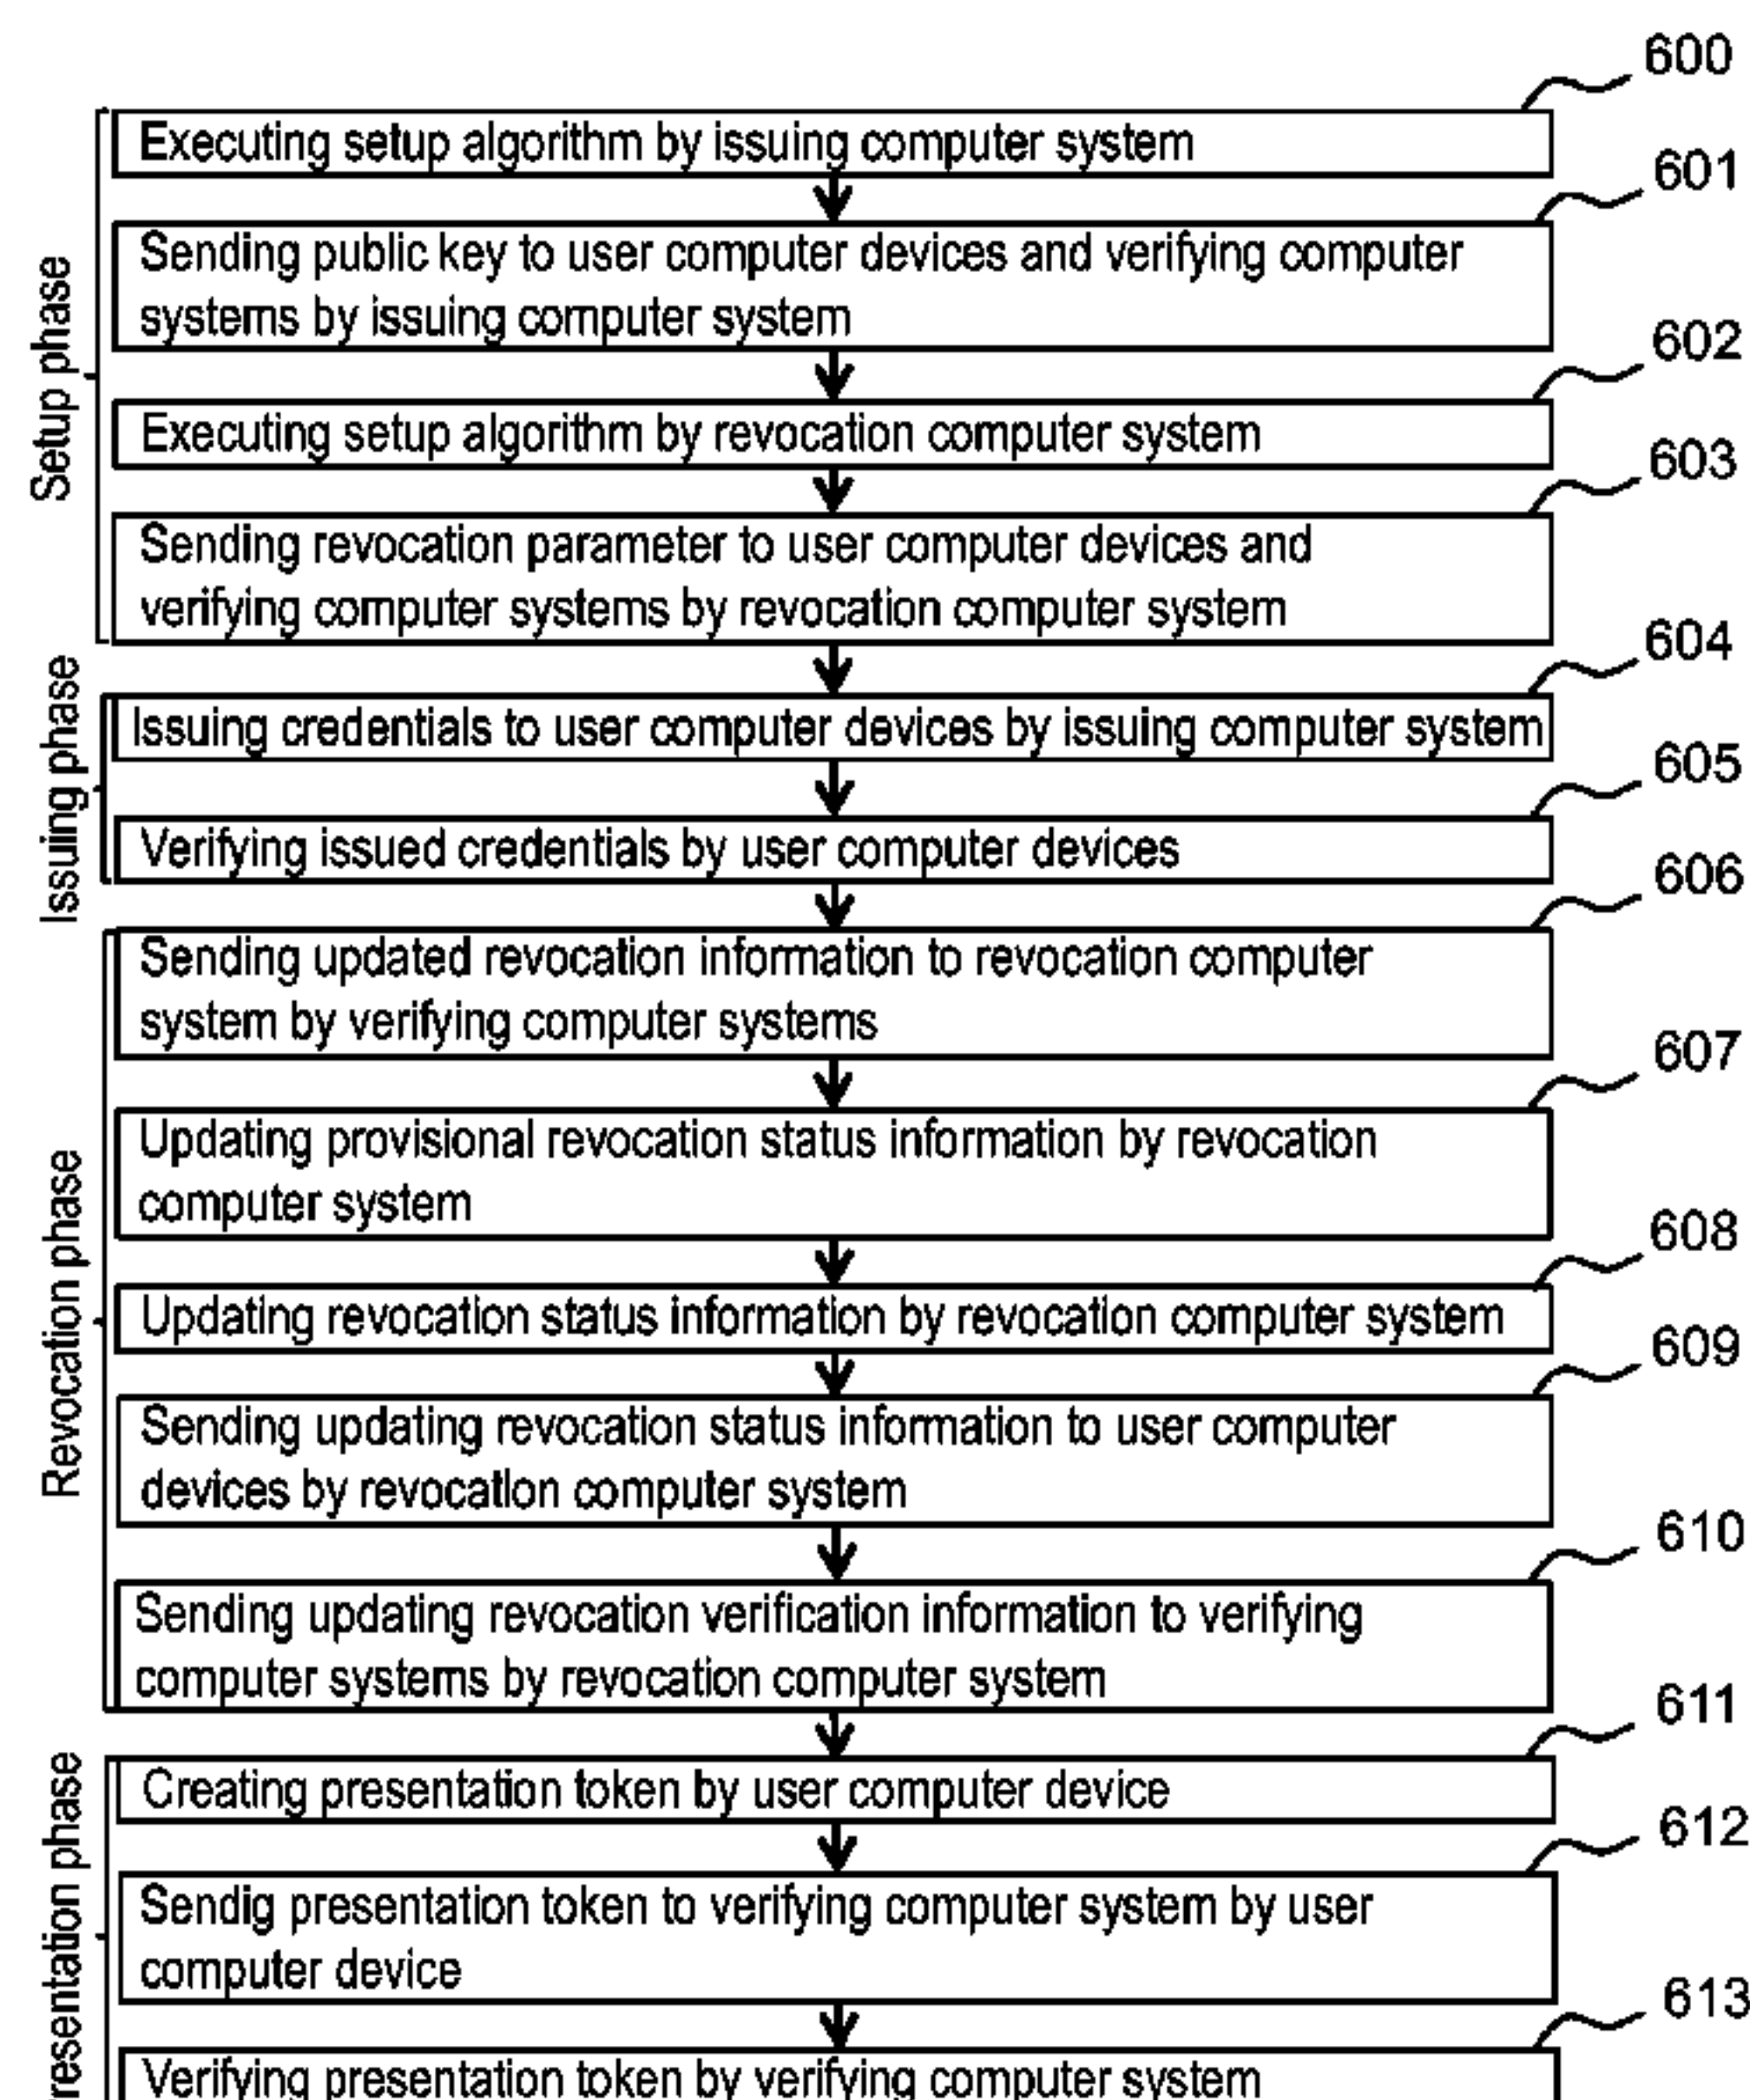 600
Executing setup algorithm by issuing computer system
601
Sending public key to user computer devices and verifying computer
systems by issuing computer system
602
Executing setup algorithm by revocation computer system
603
Sending revocation parameter to user computer devices and
verifying computer systems by revocation computer system
Setup phase
604
Issuing credentials to user computer devices by issuing computer system
605
Verifying issued credentials by user computer devices
Issuing phase
606
Sending updated revocation information to revocation computer
system by verifying computer systems
607
Updating provisional revocation status information by revocation
computer system
608
Updating revocation status information by revocation computer system
609
Sending updating revocation status information to user computer
devices by revocation computer system
610
Sending updating revocation verification information to verifying
computer systems by revocation computer system
Revocation phase
611
Creating presentation token by user computer device
612
Sendig presentation token to verifying computer system by user
computer device
613
Verifying presentation token by verifying computer system
resentation phase